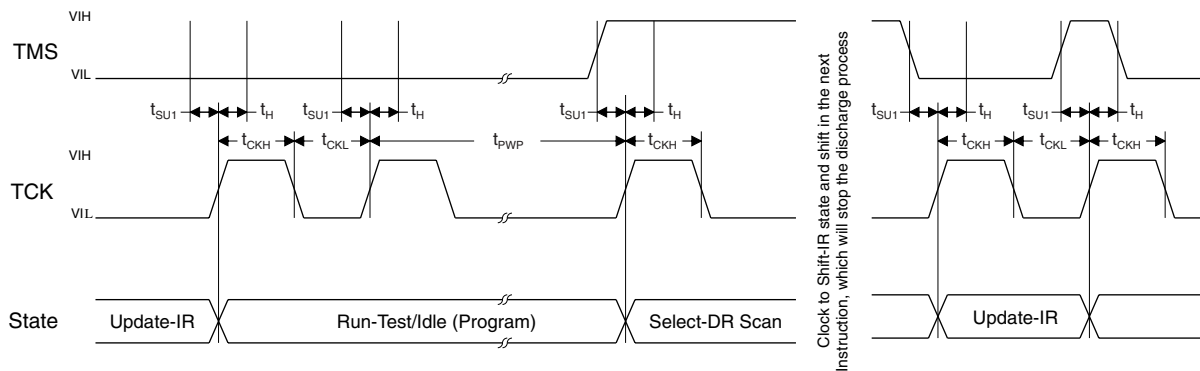 VIH
TMS
VIL
tSU1 tH tSU1 tH tSU1 tH tSU1 tH tSU1 tH
tCKH tCKL tPWP tCKH tCKH tCKL tCKH
VIH
TCK
VIL
State Update-IR Run-Test/Idle (Program) Select-DR Scan
Clock to Shift-IR state and shift in the next
Instruction, which will stop the discharge process
Update-IR